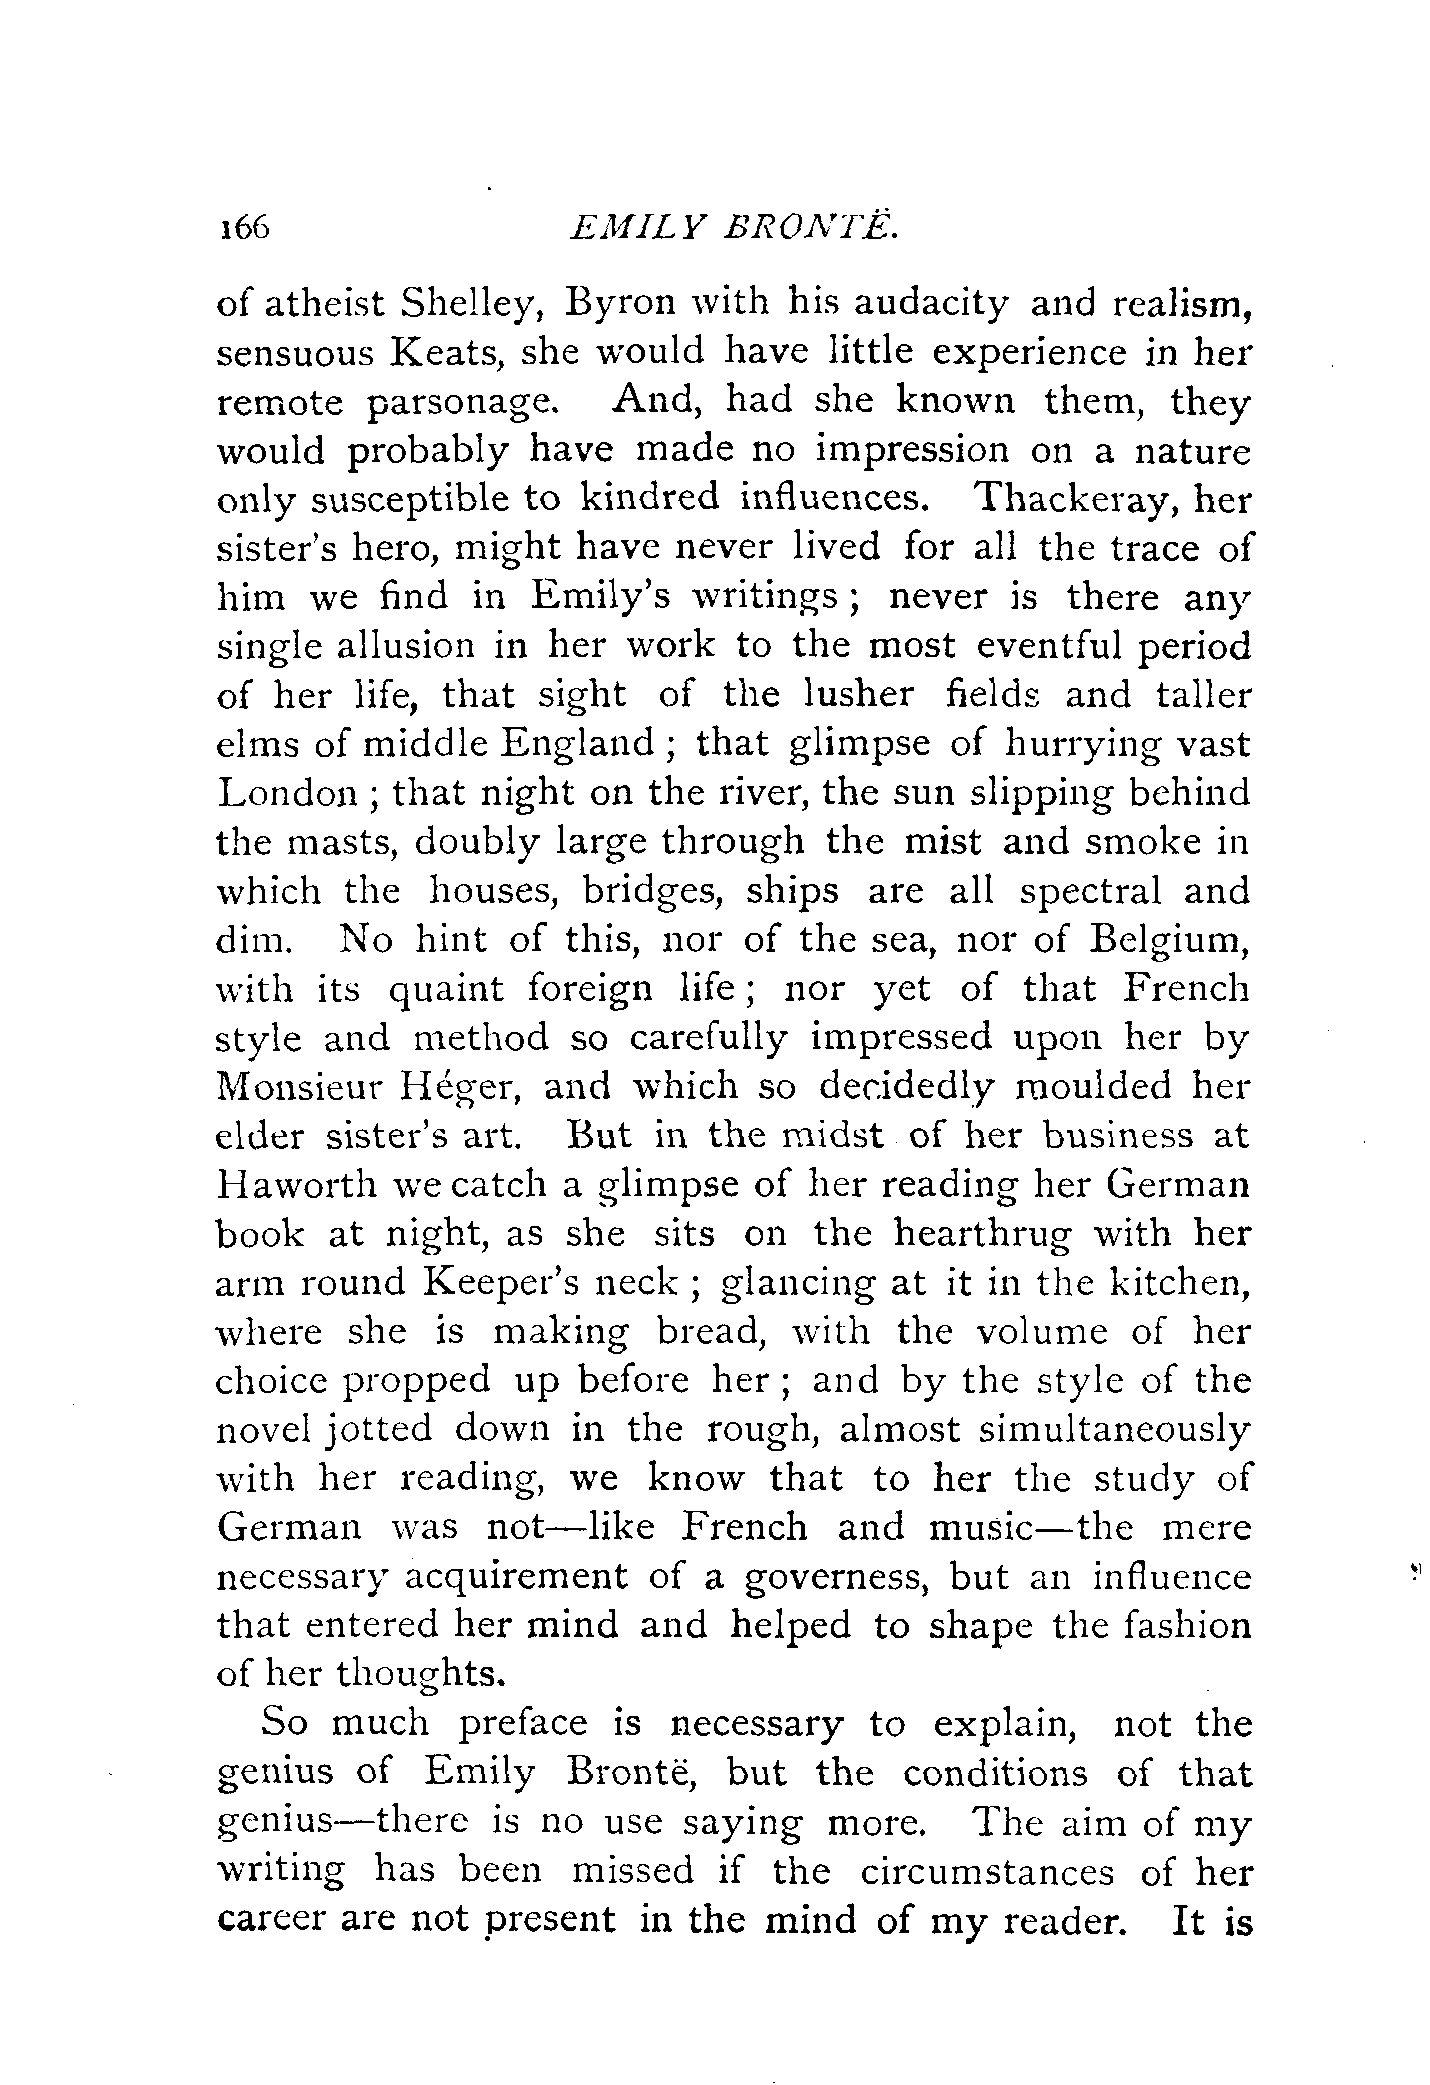 166 EMILY BRONTË.
of atheist Shelley, Byron with his audacity and realism,
sensuous Keats, she would have little experience in her
remote parsonage. And, had she known them, they
would probably have made no impression on a nature
only susceptible to kindred influences. Thackeray, her
sister's hero, might have never lived for all the trace of
him we find in Emily's writings ; never is there any
single allusion in her work to the most eventful period
of her life, that sight of the lusher fields and taller
elms of middle England ; that glimpse of hurrying vast
London ; that night on the river, the sun slipping behind
the masts, doubly large through the mist and smoke in
which the houses, bridges, ships are all spectral and
dim. No hint of this, nor of the sea, nor of Belgium,
with its quaint foreign life ; nor yet of that French
style and method so carefully impressed upon her by
Monsieur Héger, and which so decidedly moulded her
elder sister's art. But in the midst of her business at
Haworth we catch a glimpse of her reading her German
book at night, as she sits on the hearthrug with her
arm round Keeper's neck ; glancing at it in the kitchen,
where she is making bread, with the volume of her
choice propped up before her ; and by the style of the
novel jotted down in the rough, almost simultaneously
with her reading, we know that to her the study of
German was not—like French and music—the mere
necessary acquirement of a governess, but an influence
that entered her mind and helped to shape the fashion
of her thoughts.
So much preface is necessary to explain, not the
genius of Emily Brontë, but the conditions of that
genius—there is no use saying more. The aim of my
writing has been missed if the circumstances of her
career are not present in the mind of my reader. It is